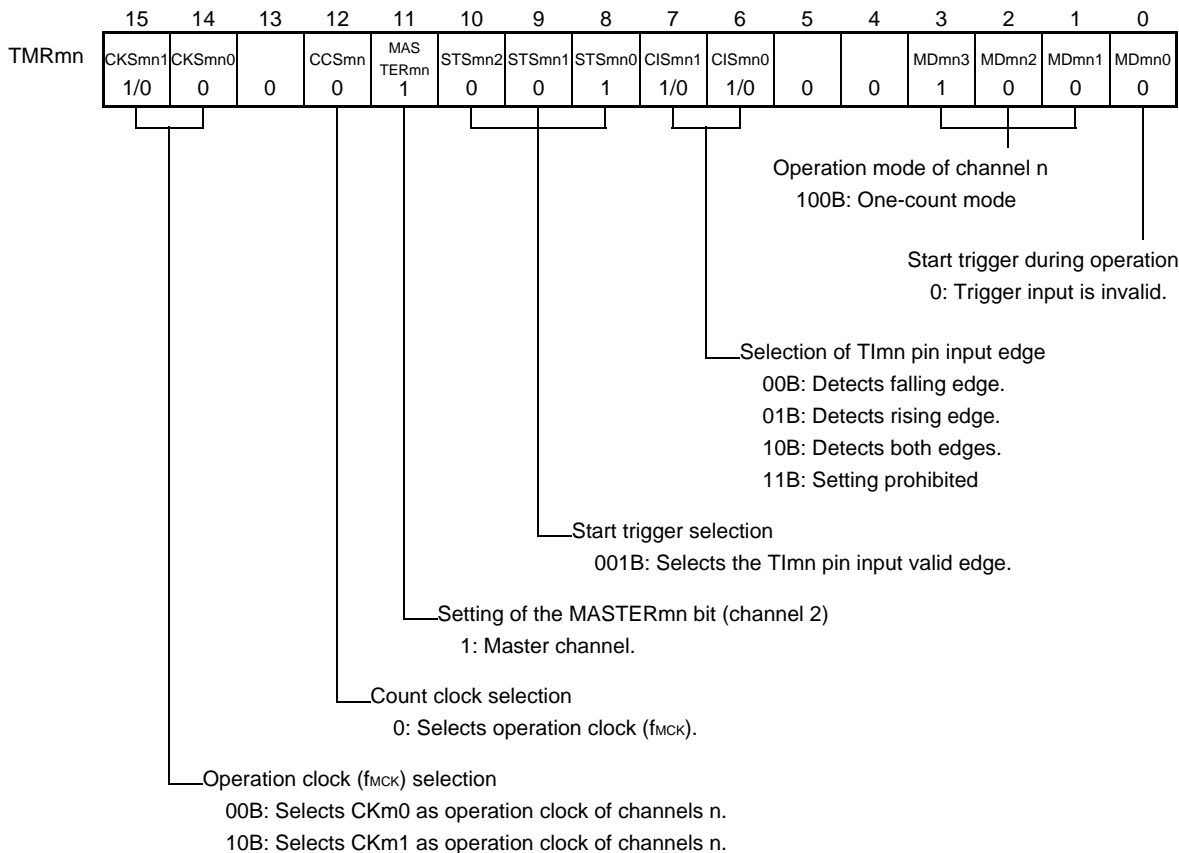 15 14 13 12 11 10 9 8 7 6 5 4 3 2 1 0
TMRmn CKSmn1 CKSmn0 CCSmn MAS TERmn STSmn2 STSmn1 STSmn0 CISmn1 CISmn0 MDmn3 MDmn2 MDmn1 MDmn0
1/0 0 0 0 1 0 0 1 1/0 1/0 0 0 1 0 0 0
Operation mode of channel n
100B: One-count mode
Start trigger during operation
0: Trigger input is invalid.
Selection of TImn pin input edge
00B: Detects falling edge.
01B: Detects rising edge.
10B: Detects both edges.
11B: Setting prohibited
Start trigger selection
001B: Selects the TImn pin input valid edge.
Setting of the MASTERmn bit (channel 2)
1: Master channel.
Count clock selection
0: Selects operation clock (fMCK).
Operation clock (fMCK) selection
00B: Selects CKm0 as operation clock of channels n.
10B: Selects CKm1 as operation clock of channels n.